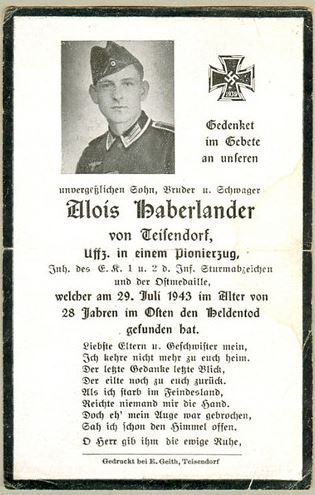 1939
Gedenket
im Gebete
an unseren
unvergeßlichen Sohn, Bruder u. Schwager
Alois Haberlander
von Teisendorf,
Uffz. in einem Pionierzug,
Inh. des E. K. 1 u. 2 d. Inf. Sturmabzeichen
und der Ostmedaille,
welcher am 29. Juli 1943 im Alter von
28 Jahren im Osten den Heldentod
gefunden hat.
Liebste Eltern u. Geschwister mein,
Ich kehre nicht mehr zu euch heim.
Der letzte Gedanke letzte Blick,
Der eilte noch zu euch zurück.
Als ich starb im Feindesland,
Reichte niemand mir die Hand.
Doch eh' mein Auge war gebrochen,
Sah ich schon den Himmel offen.
O Herr gib ihm die ewige Ruhe,
Gedruckt bei E. Geith, Teisendorf